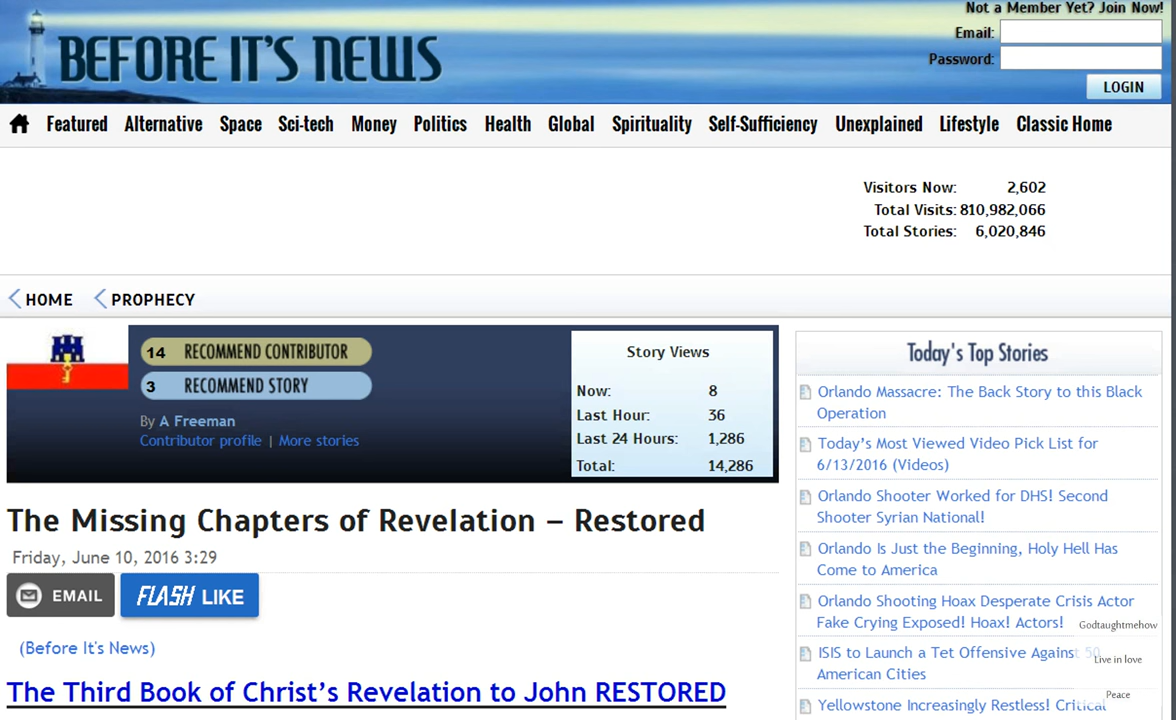 Not a Member Yet? Join Now!
BEFORE IT'S NEWS
Email:
Password:
LOGIN
Featured Alternative Space Sci-tech Money Politics Health Global Spirituality Self-Sufficiency Unexplained Lifestyle Classic Home
Visitors Now: 2,602
Total Visits: 810,982,066
Total Stories: 6,020,846
HOME PROPHECY
14 RECOMMEND CONTRIBUTOR
3 RECOMMEND STORY
By A Freeman
Contributor profile | More stories
Story Views
Now: 8
Last Hour: 36
Last 24 Hours: 1,286
Total: 14,286
The Missing Chapters of Revelation – Restored
Friday, June 10, 2016 3:29
EMAIL FLASH LIKE
(Before It's News)
The Third Book of Christ's Revelation to John RESTORED
Today's Top Stories
Orlando Massacre: The Back Story to this Black
Operation
Today's Most Viewed Video Pick List for
6/13/2016 (Videos)
Orlando Shooter Worked for DHS! Second
Shooter Syrian National!
Orlando Is Just the Beginning, Holy Hell Has
Come to America
Orlando Shooting Hoax Desperate Crisis Actor
Fake Crying Exposed! Hoax! Actors!
ISIS to Launch a Tet Offensive Against 50
American Cities
Yellowstone Increasingly Restless! Critical
Godtaughtmehow
Live in love
Peace